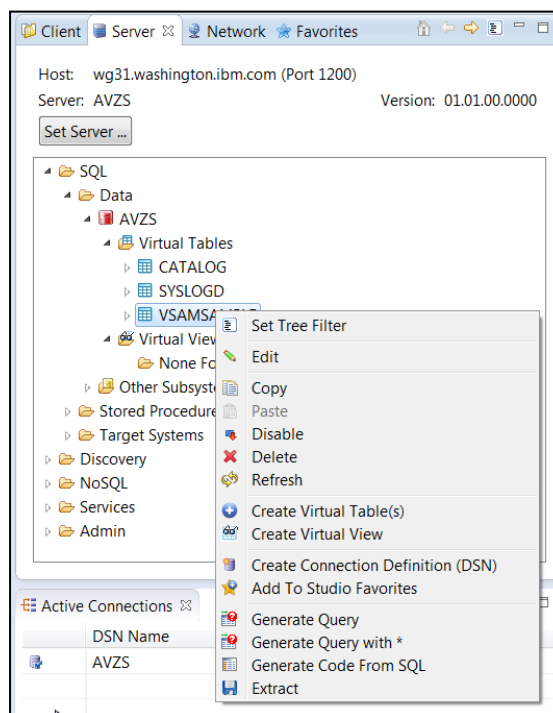 Client Server Network Favorites
Host: wg31.washington.ibm.com (Port 1200)
Server: AVZS Version: 01.01.00.0000
Set Server ...
SQL
Data
AVZS
Virtual Tables
CATALOG
SYSLOGD
Virtual
None
Other
Stored
Target Systems
Discovery
NoSQL
Services
Admin
Set Tree Filter
Edit
Copy
Paste
Disable
Delete
Refresh
Create Virtual Table(s)
Create Virtual View
Create Connection Definition (DSN)
Add To Studio Favorites
Generate Query
Generate Query with *
Generate Code From SQL
Extract
Active Connections
DSN Name
AVZS